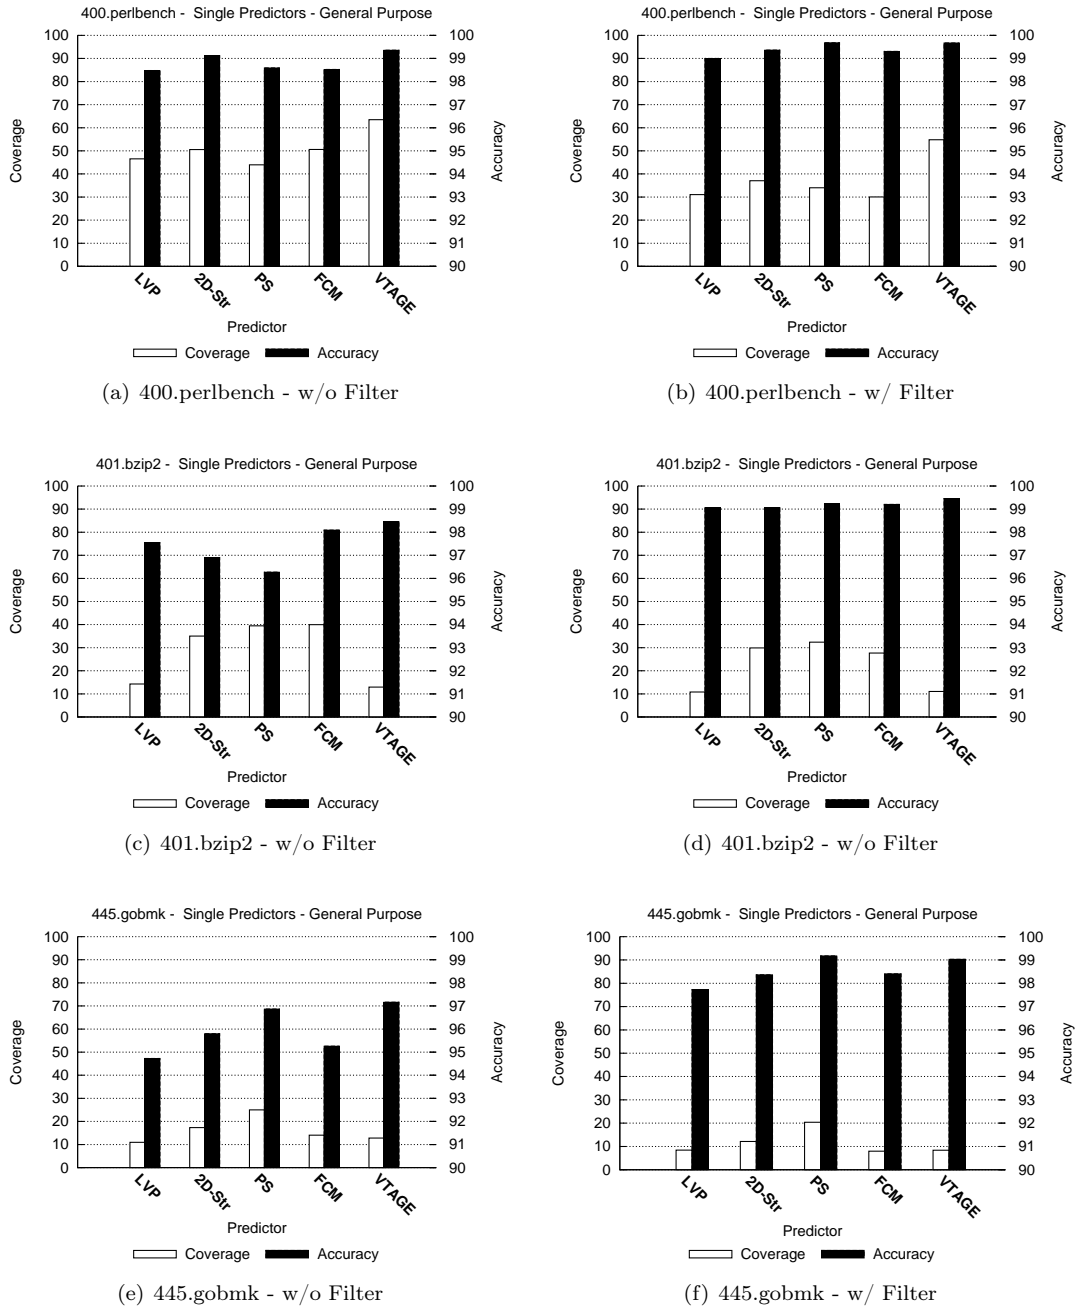 400.perlbench -  Single Predictors - General Purpose
100
90
80
70
60
50
40
30
20
10
0
Coverage
100
99
98
97
96
95
94
93
92
91
90
Accuracy
LVP
2D-Str
PS
FCM
VTAGE
Predictor
Coverage Accuracy
(a) 400.perlbench - w/o Filter
400.perlbench -  Single Predictors - General Purpose
100
90
80
70
60
50
40
30
20
10
0
Coverage
100
99
98
97
96
95
94
93
92
91
90
Accuracy
LVP
2D-Str
PS
FCM
VTAGE
Predictor
Coverage Accuracy
(b) 400.perlbench - w/ Filter
401.bzip2 -  Single Predictors - General Purpose
100
90
80
70
60
50
40
30
20
10
0
Coverage
100
99
98
97
96
95
94
93
92
91
90
Accuracy
LVP
2D-Str
PS
FCM
VTAGE
Predictor
Coverage Accuracy
(c) 401.bzip2 - w/o Filter
401.bzip2 -  Single Predictors - General Purpose
100
90
80
70
60
50
40
30
20
10
0
Coverage
100
99
98
97
96
95
94
93
92
91
90
Accuracy
LVP
2D-Str
PS
FCM
VTAGE
Predictor
Coverage Accuracy
(d) 401.bzip2 - w/o Filter
445.gobmk -  Single Predictors - General Purpose
100
90
80
70
60
50
40
30
20
10
0
Coverage
100
99
98
97
96
95
94
93
92
91
90
Accuracy
LVP
2D-Str
PS
FCM
VTAGE
Predictor
Coverage Accuracy
(e) 445.gobmk - w/o Filter
445.gobmk -  Single Predictors - General Purpose
100
90
80
70
60
50
40
30
20
10
0
Coverage
100
99
98
97
96
95
94
93
92
91
90
Accuracy
LVP
2D-Str
PS
FCM
VTAGE
Predictor
Coverage Accuracy
(f) 445.gobmk - w/ Filter